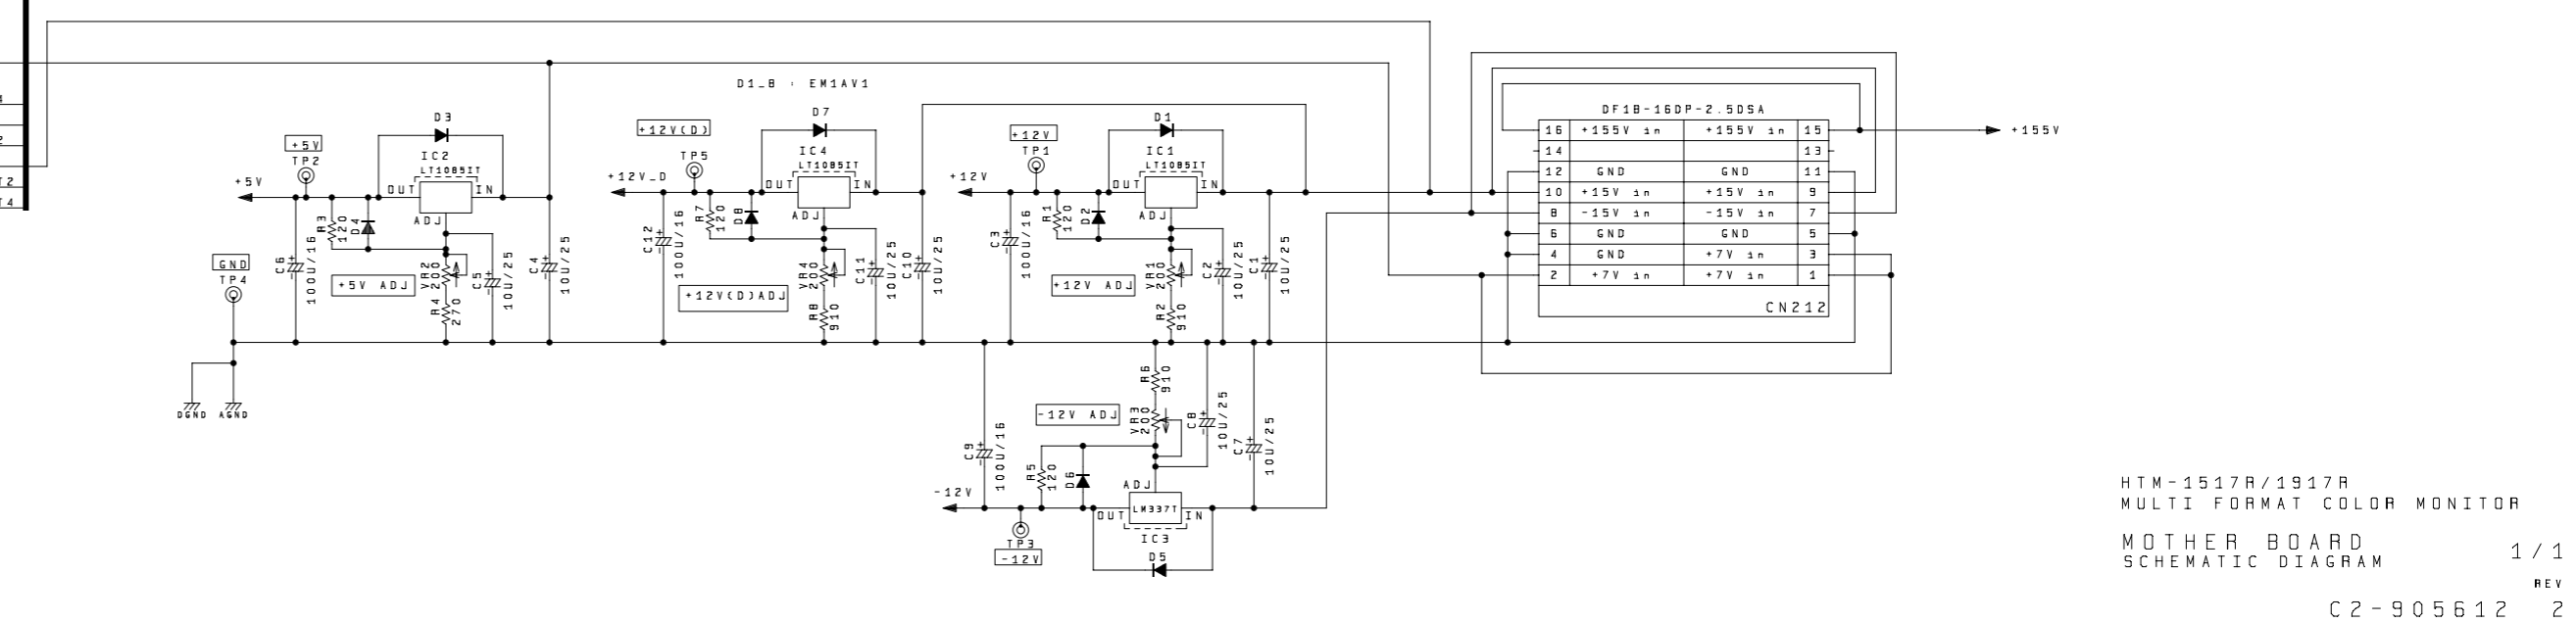 D1_8 : EM1AV1
D3
+5V
TP2
IC2
LT1085IT
OUT
IN
ADJ
+5V
R3
120
D4
C6
100U/16
+5V ADJ
VR2
200
R4
270
C5
10U/25
C4
10U/25
GND
TP4
DGND
AGND
D7
+12V(D)
TP5
IC4
LT1085IT
OUT
IN
ADJ
+12V_D
R7
120
D8
C12
100U/16
+12V(D)ADJ
VR4
200
R8
910
C11
10U/25
C10
10U/25
D1
+12V
TP1
IC1
LT1085IT
OUT
IN
ADJ
+12V
R1
120
D2
C3
100U/16
+12V ADJ
VR1
200
R2
910
C2
10U/25
C1
10U/25
R6
910
-12V ADJ
VR3
200
C8
10U/25
C7
10U/25
C9
100U/16
R5
120
D6
ADJ
-12V
OUT
LM337T
IN
IC3
TP3
-12V
D5
DF1B-16DP-2.5DSA
16 +155V in +155V in 15
14 13
12 GND GND 11
10 +15V in +15V in 9
8 -15V in -15V in 7
6 GND GND 5
4 GND +7V in 3
2 +7V in +7V in 1
CN212
+155V
HTM-1517R/1917R
MULTI FORMAT COLOR MONITOR
MOTHER BOARD
SCHEMATIC DIAGRAM
1/1
REV
C2-905612 2